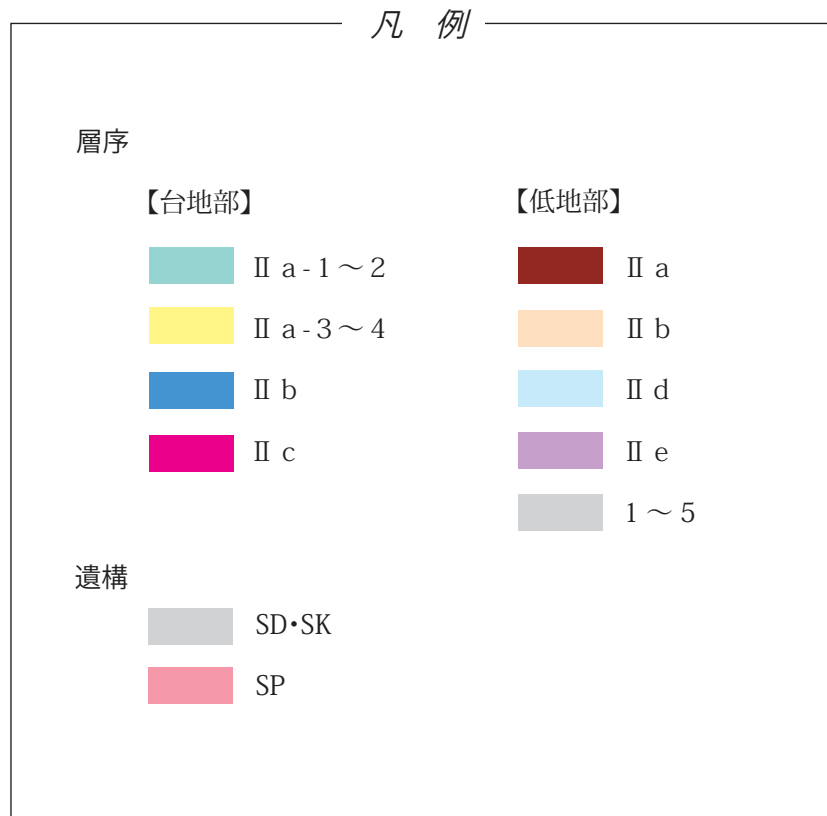 凡 例
層序
【台地部】
Ⅱ a - 1 ～ 2
Ⅱ a - 3 ～ 4
Ⅱ b
Ⅱ c
【低地部】
Ⅱ a
Ⅱ b
Ⅱ d
Ⅱ e
1 ～ 5
遺構
SD・SK
SP